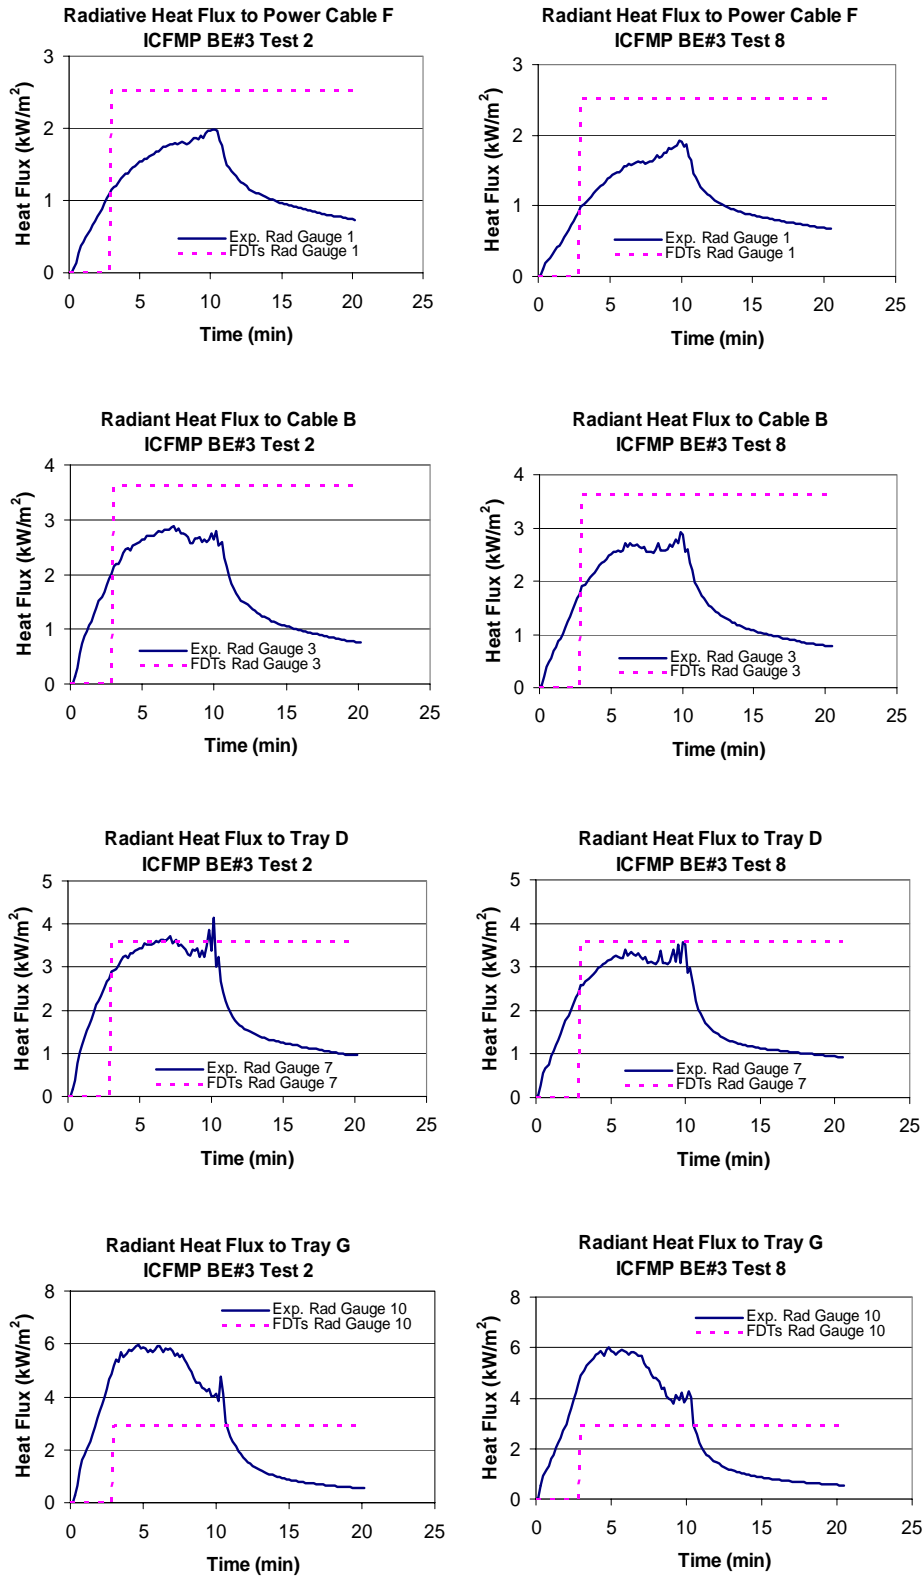 Radiative Heat Flux to Power Cable F
ICFMP BE#3 Test 2
3
2
1
0
Heat Flux (kW/m²)
Exp. Rad Gauge 1
FDTs Rad Gauge 1
0 5 10 15 20 25
Time (min)
Radiant Heat Flux to Power Cable F
ICFMP BE#3 Test 8
3
2
1
0
Heat Flux (kW/m²)
Exp. Rad Gauge 1
FDTs Rad Gauge 1
0 5 10 15 20 25
Time (min)
Radiant Heat Flux to Cable B
ICFMP BE#3 Test 2
4
3
2
1
0
Heat Flux (kW/m²)
Exp. Rad Gauge 3
FDTs Rad Gauge 3
0 5 10 15 20 25
Time (min)
Radiant Heat Flux to Cable B
ICFMP BE#3 Test 8
4
3
2
1
0
Heat Flux (kW/m²)
Exp. Rad Gauge 3
FDTs Rad Gauge 3
0 5 10 15 20 25
Time (min)
Radiant Heat Flux to Tray D
ICFMP BE#3 Test 2
5
4
3
2
1
0
Heat Flux (kW/m²)
Exp. Rad Gauge 7
FDTs Rad Gauge 7
0 5 10 15 20 25
Time (min)
Radiant Heat Flux to Tray D
ICFMP BE#3 Test 8
5
4
3
2
1
0
Heat Flux (kW/m²)
Exp. Rad Gauge 7
FDTs Rad Gauge 7
0 5 10 15 20 25
Time (min)
Radiant Heat Flux to Tray G
ICFMP BE#3 Test 2
8
6
4
2
0
Heat Flux (kW/m²)
Exp. Rad Gauge 10
FDTs Rad Gauge 10
0 5 10 15 20 25
Time (min)
Radiant Heat Flux to Tray G
ICFMP BE#3 Test 8
8
6
4
2
0
Heat Flux (kW/m²)
Exp. Rad Gauge 10
FDTs Rad Gauge 10
0 5 10 15 20 25
Time (min)